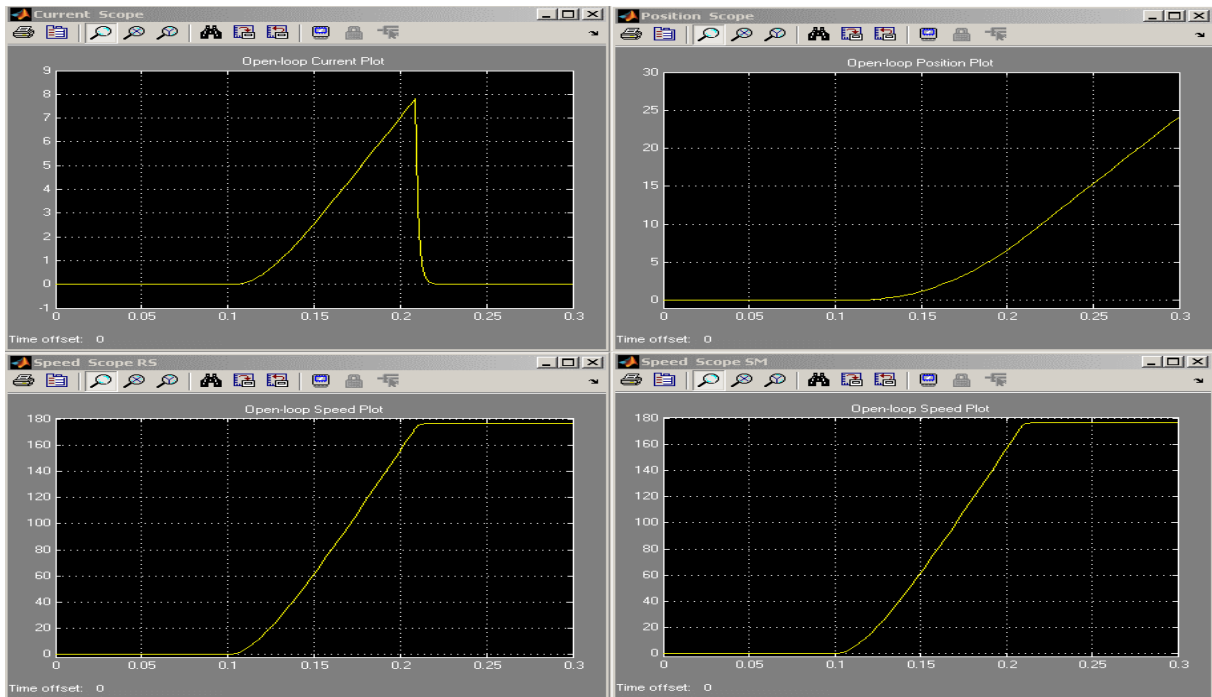 Current Scope
Open-loop Current Plot
9
8
7
6
5
4
3
2
1
0
-1
0 0.05 0.1 0.15 0.2 0.25 0.3
Time offset: 0
Position Scope
Open-loop Position Plot
30
25
20
15
10
5
0
0 0.05 0.1 0.15 0.2 0.25 0.3
Time offset: 0
Speed Scope RS
Open-loop Speed Plot
180
160
140
120
100
80
60
40
20
0
0 0.05 0.1 0.15 0.2 0.25 0.3
Time offset: 0
Speed Scope SM
Open-loop Speed Plot
180
160
140
120
100
80
60
40
20
0
0 0.05 0.1 0.15 0.2 0.25 0.3
Time offset: 0